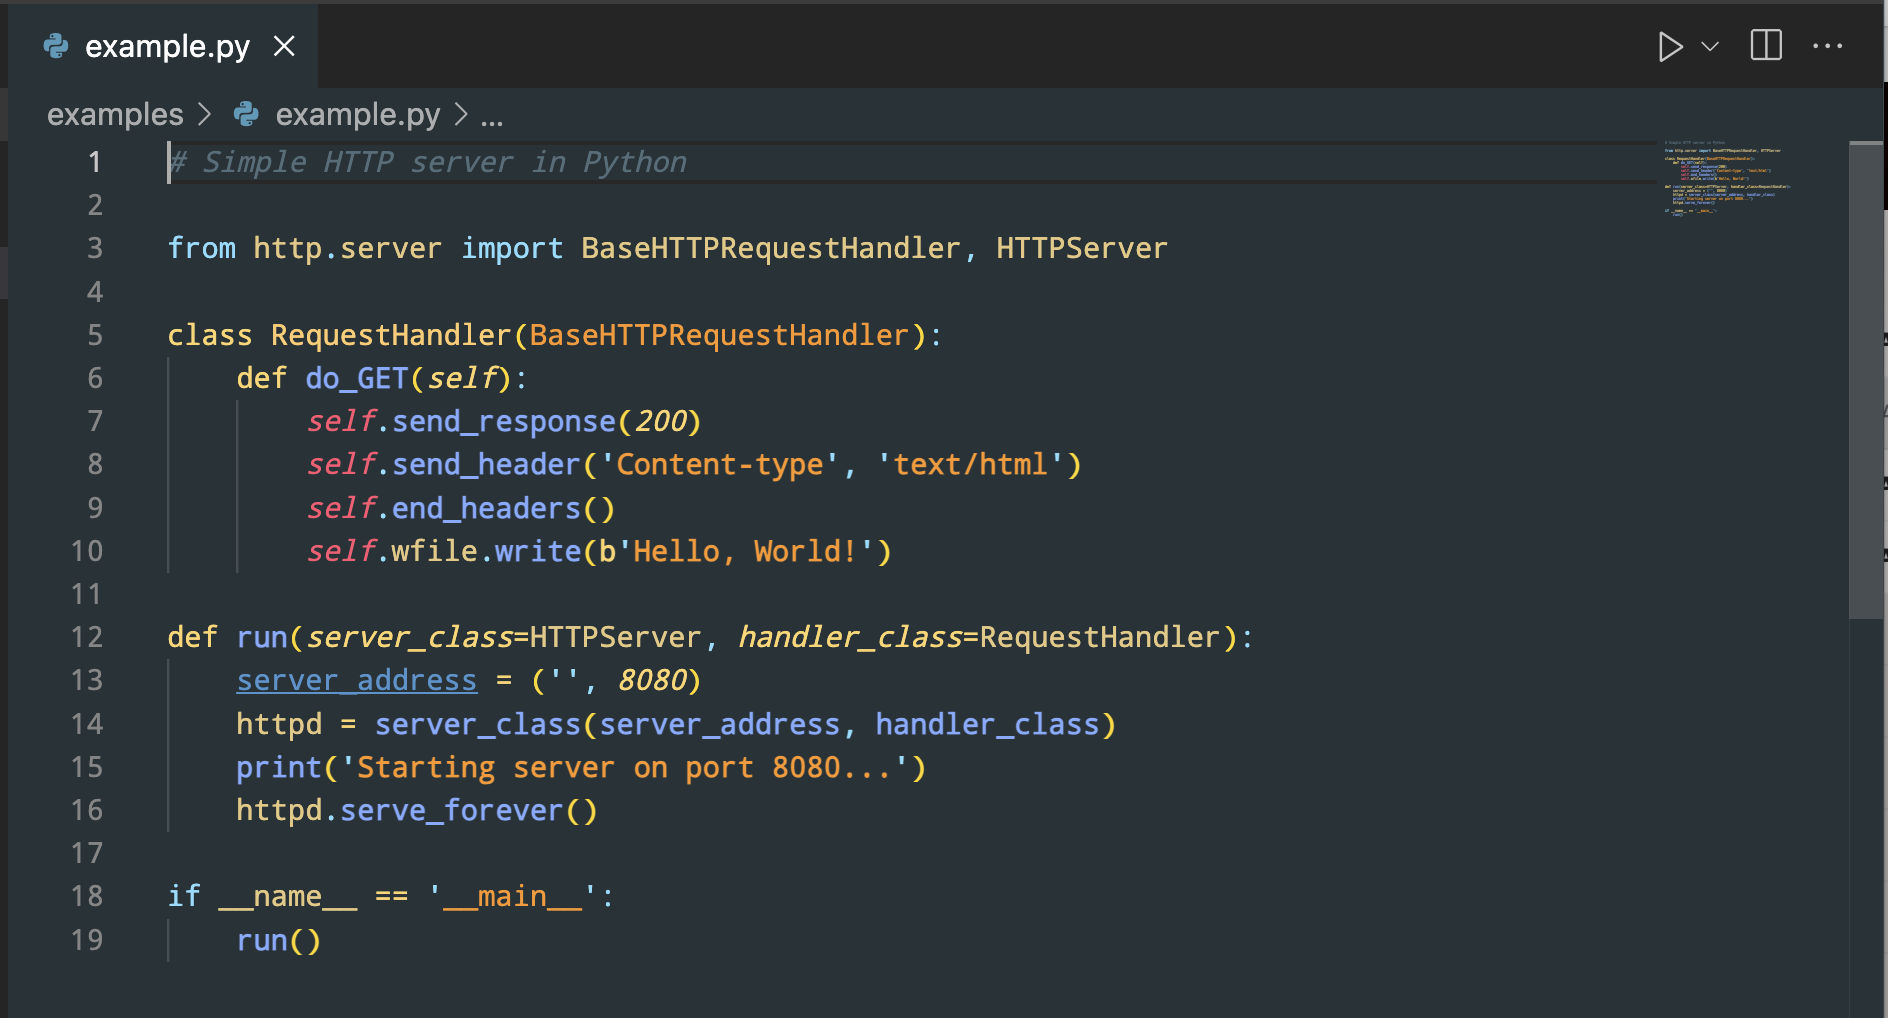 example.py
examples > example.py > ...
1 # Simple HTTP server in Python
2
3 from http.server import BaseHTTPRequestHandler, HTTPServer
4
5 class RequestHandler(BaseHTTPRequestHandler):
6     def do_GET(self):
7         self.send_response(200)
8         self.send_header('Content-type', 'text/html')
9         self.end_headers()
10         self.wfile.write(b'Hello, World!')
11
12 def run(server_class=HTTPServer, handler_class=RequestHandler):
13     server_address = ('', 8080)
14     httpd = server_class(server_address, handler_class)
15     print('Starting server on port 8080...')
16     httpd.serve_forever()
17
18 if __name__ == '__main__':
19     run()